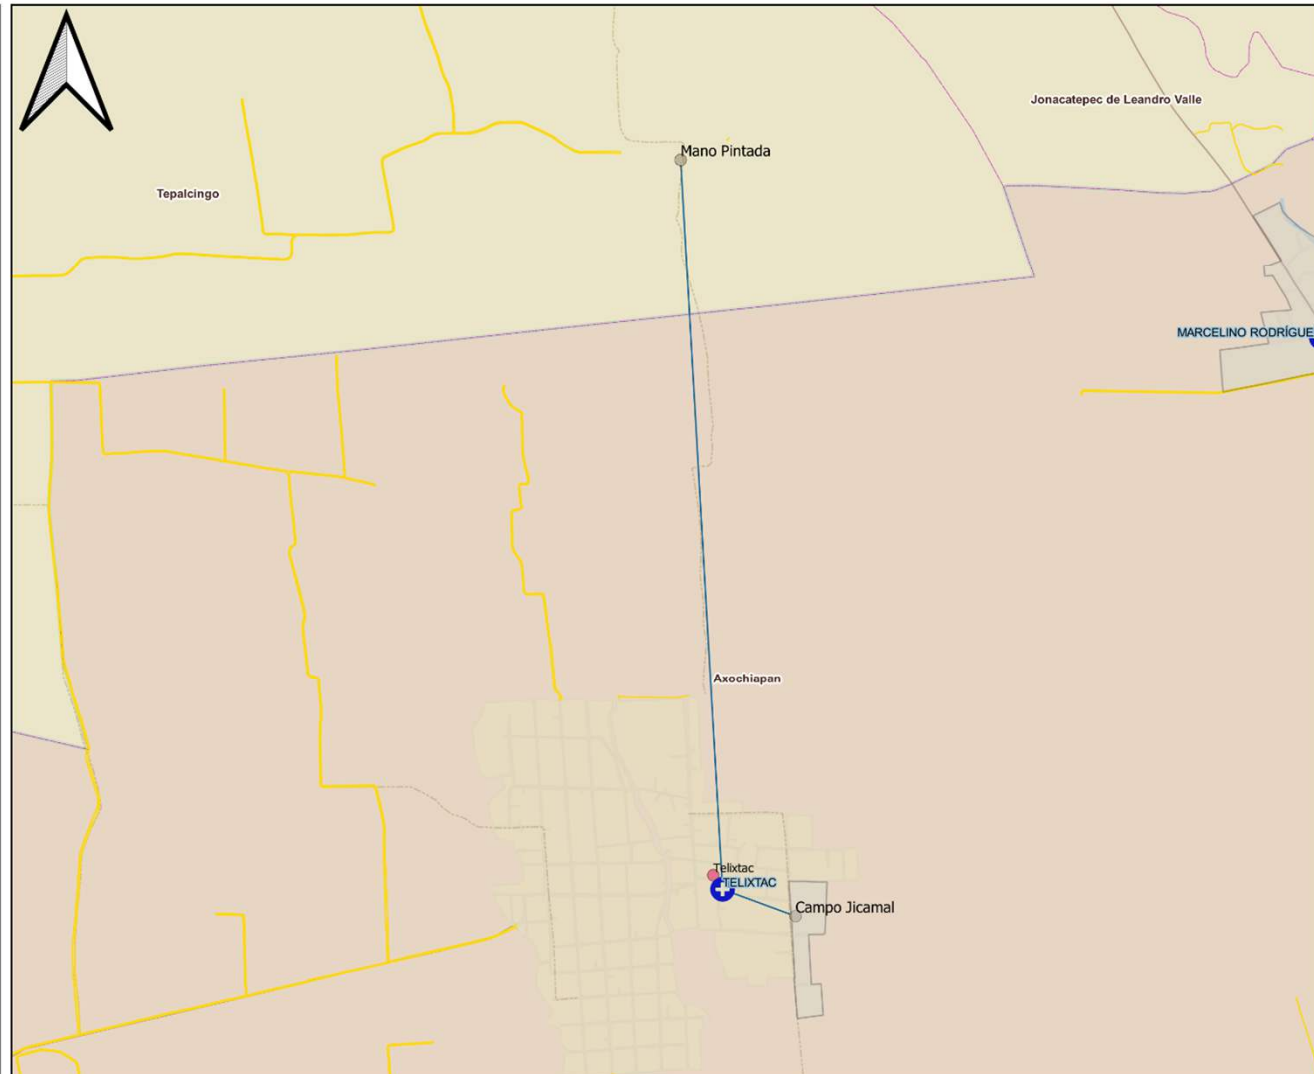 Jonacatepec de Leandro Valle
Mano Pintada
Tepalcingo
MARCELINO RODRÍGUE
Axochiapan
Telixtac
TELIXTAC
Campo Jicamal